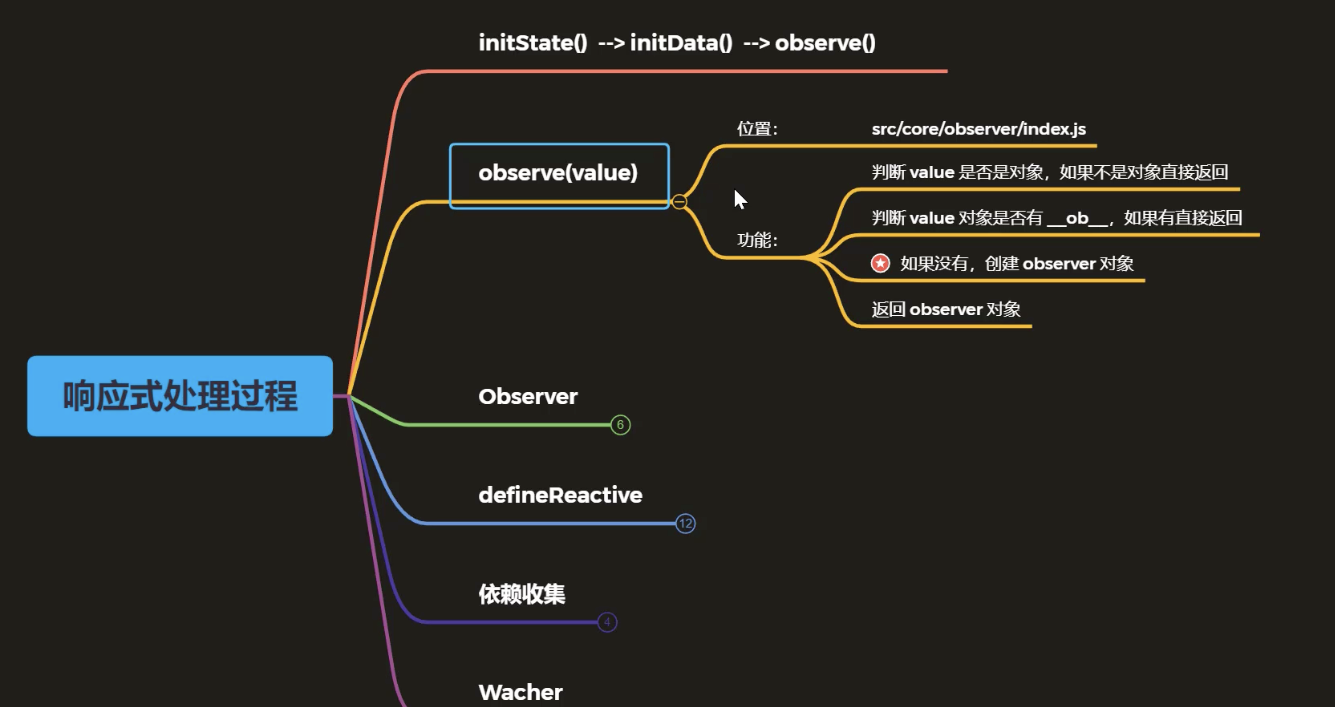 initState() --> initData() --> observe()
位置：
src/core/observer/index.js
observe(value)
判断 value 是否是对象，如果不是对象直接返回
判断 value 对象是否有 __ob__，如果有直接返回
功能：
如果没有，创建 observer 对象
返回 observer 对象
响应式处理过程
Observer
6
defineReactive
12
依赖收集
4
Wacher